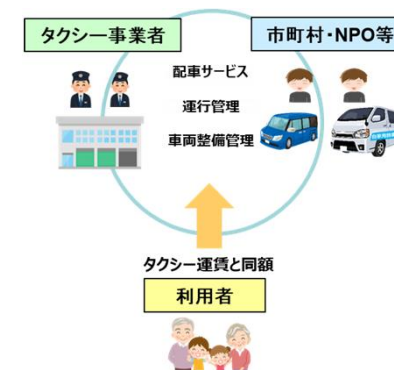 タクシー事業者
市町村・NPO等
配車サービス
運行管理
車両整備管理
タクシー運賃と同額
利用者